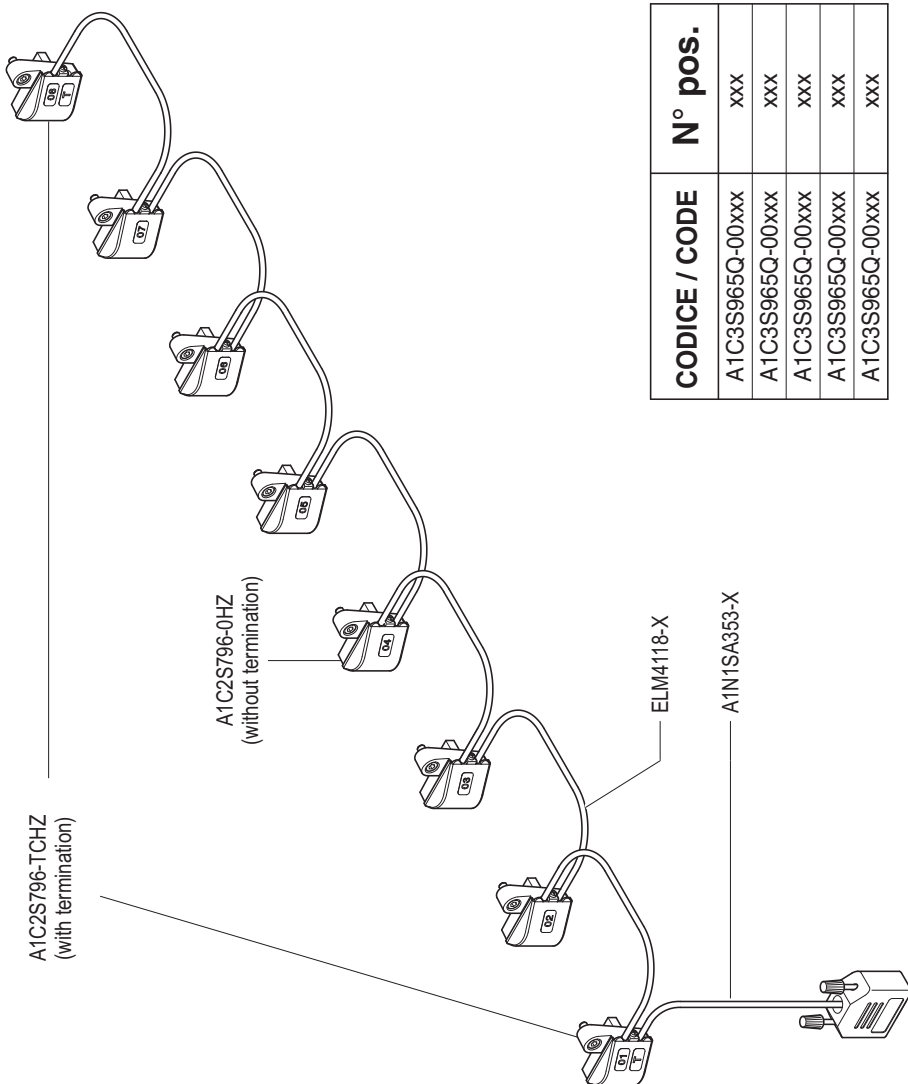 A1C2S796-TCHZ
(with termination)
A1C2S796-0HZ
(without termination)
01
T
02
03
04
05
06
07
08
T
ELM4118-X
A1N1SA353-X
CODICE / CODE N° pos.
A1C3S965Q-00xxx xxx
A1C3S965Q-00xxx xxx
A1C3S965Q-00xxx xxx
A1C3S965Q-00xxx xxx
A1C3S965Q-00xxx xxx